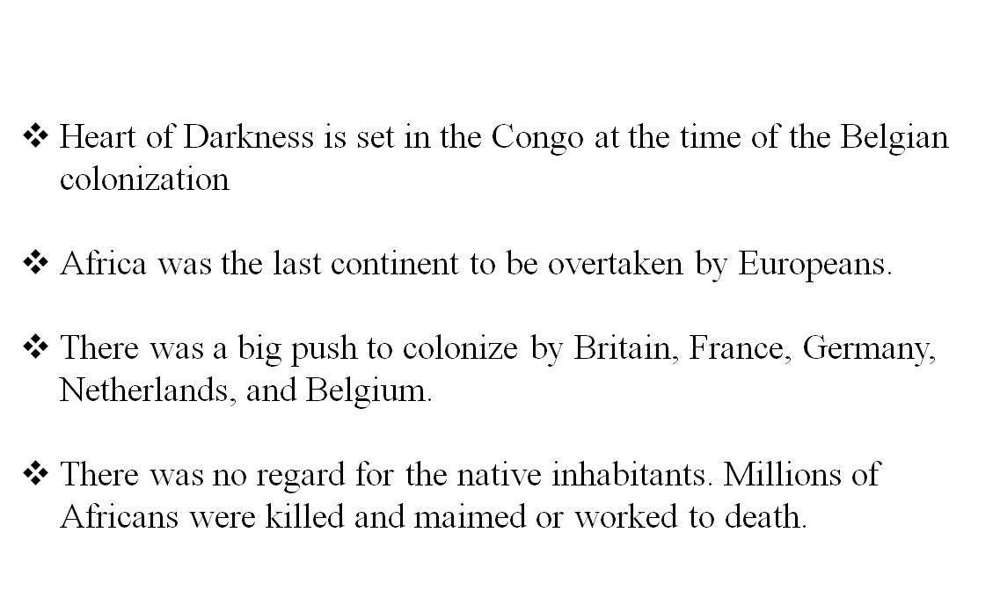 ❖ Heart of Darkness is set in the Congo at the time of the Belgian
colonization
❖ Africa was the last continent to be overtaken by Europeans.
❖ There was a big push to colonize by Britain, France, Germany,
Netherlands, and Belgium.
❖ There was no regard for the native inhabitants. Millions of
Africans were killed and maimed or worked to death.